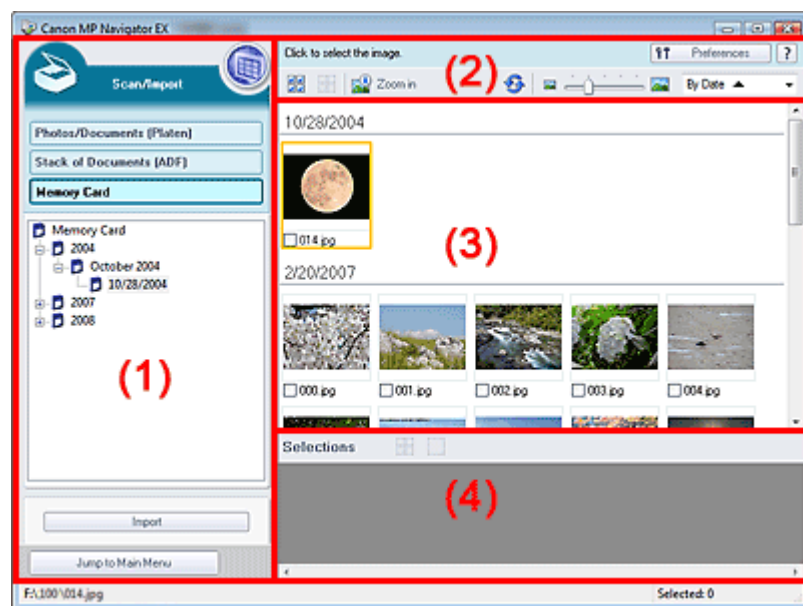 Canon MP Navigator EX
Scan/Import
Photos/Documents (Platen)
Stack of Documents (ADF)
Memory Card
Memory Card
2004
October 2004
10/28/2004
2007
2008
(1)
Import
Jump to Main Menu
Click to select the image.
Preferences
?
Zoom in
(2)
By Date
10/28/2004
014.jpg
(3)
2/20/2007
000.jpg 001.jpg 002.jpg 003.jpg 004.jpg
Selections
(4)
F:\100\014.jpg
Selected: 0